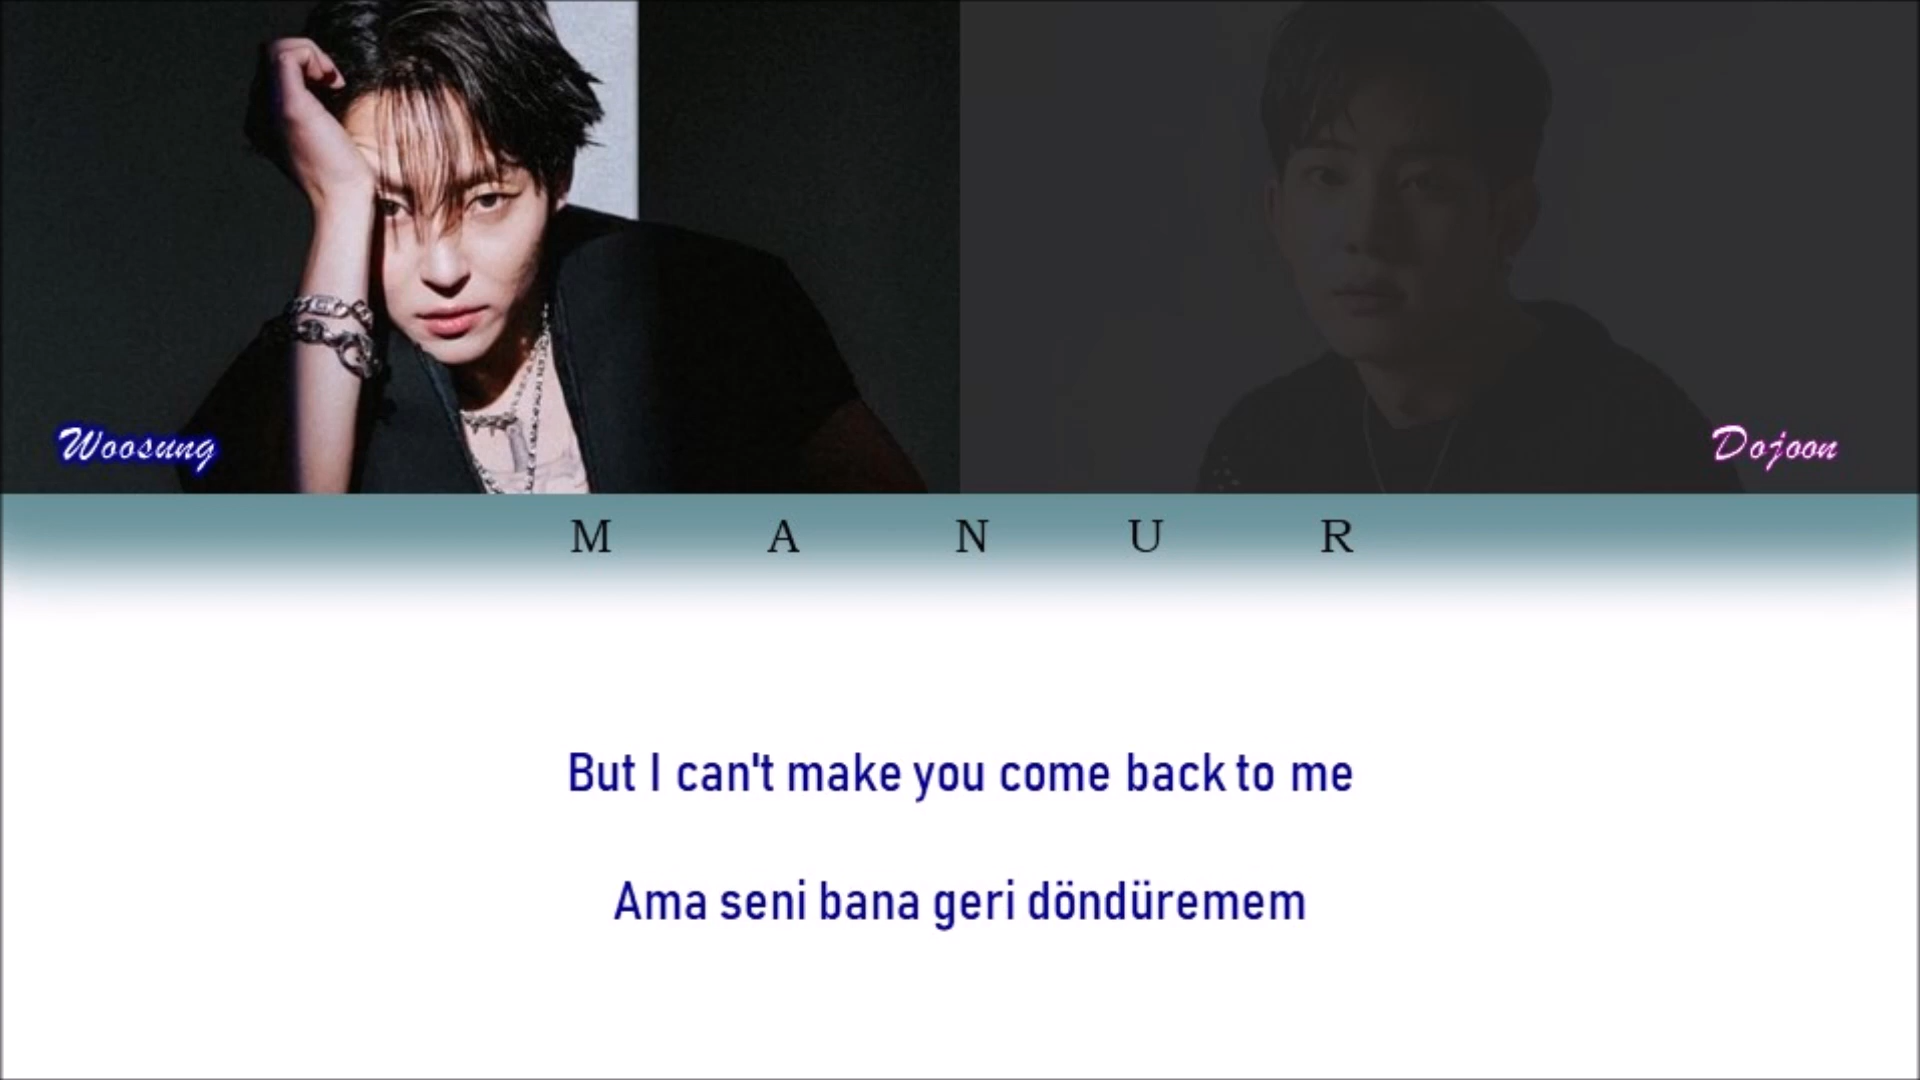 Woosung
Dojoon
M A N U R
But I can't make you come back to me
Ama seni bana geri döndüremem